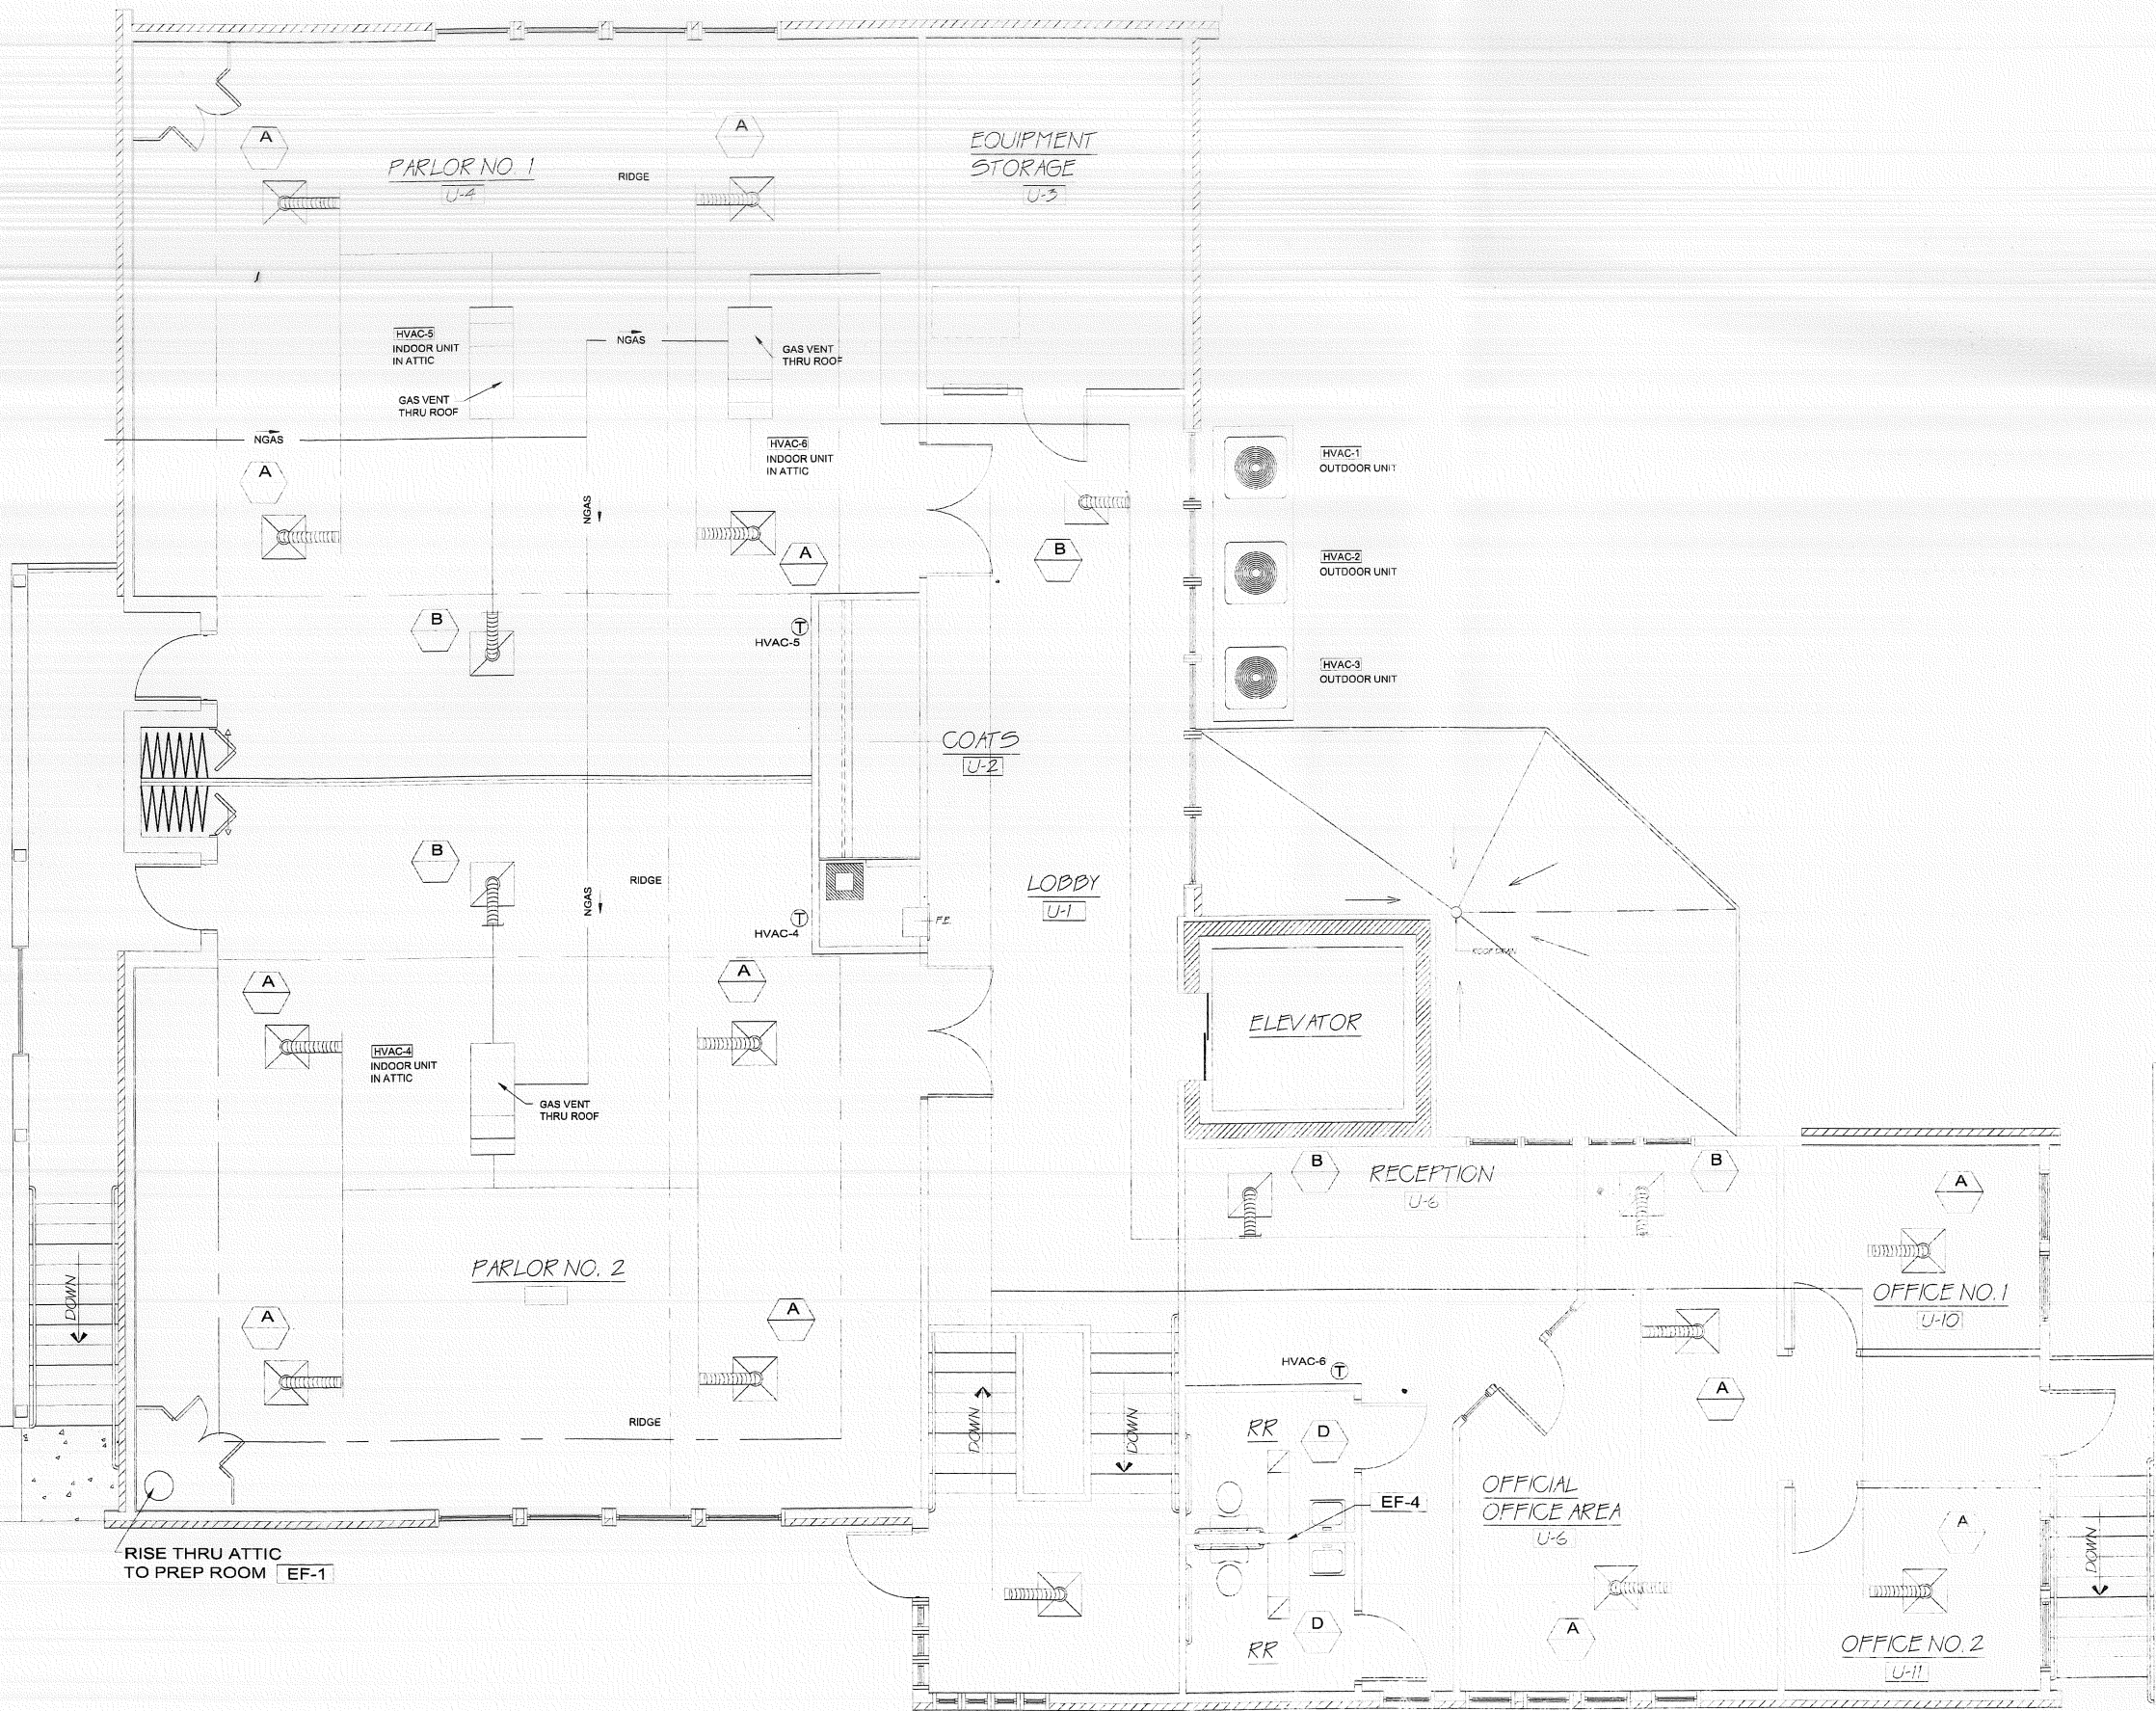 A
A
PARLOR NO. 1
U-4
RIDGE
EQUIPMENT
STORAGE
U-3
HVAC-5
INDOOR UNIT
IN ATTIC
GAS VENT
THRU ROOF
NGAS
GAS VENT
THRU ROOF
NGAS
HVAC-6
INDOOR UNIT
IN ATTIC
A
NGAS
A
B
HVAC-1
OUTDOOR UNIT
HVAC-2
OUTDOOR UNIT
HVAC-3
OUTDOOR UNIT
B
T
HVAC-5
COATS
U-2
B
RIDGE
NGAS
LOBBY
U-1
T
HVAC-4
FE
ROOF DRAIN
A
A
ELEVATOR
HVAC-4
INDOOR UNIT
IN ATTIC
GAS VENT
THRU ROOF
B
RECEPTION
U-6
B
A
PARLOR NO. 2
OFFICE NO. 1
U-10
DOWN
A
A
HVAC-6
T
A
RIDGE
DOWN
DOWN
RR
D
EF-4
OFFICIAL
OFFICE AREA
U-6
A
DOWN
RISE THRU ATTIC
TO PREP ROOM
EF-1
D
RR
A
OFFICE NO. 2
U-11